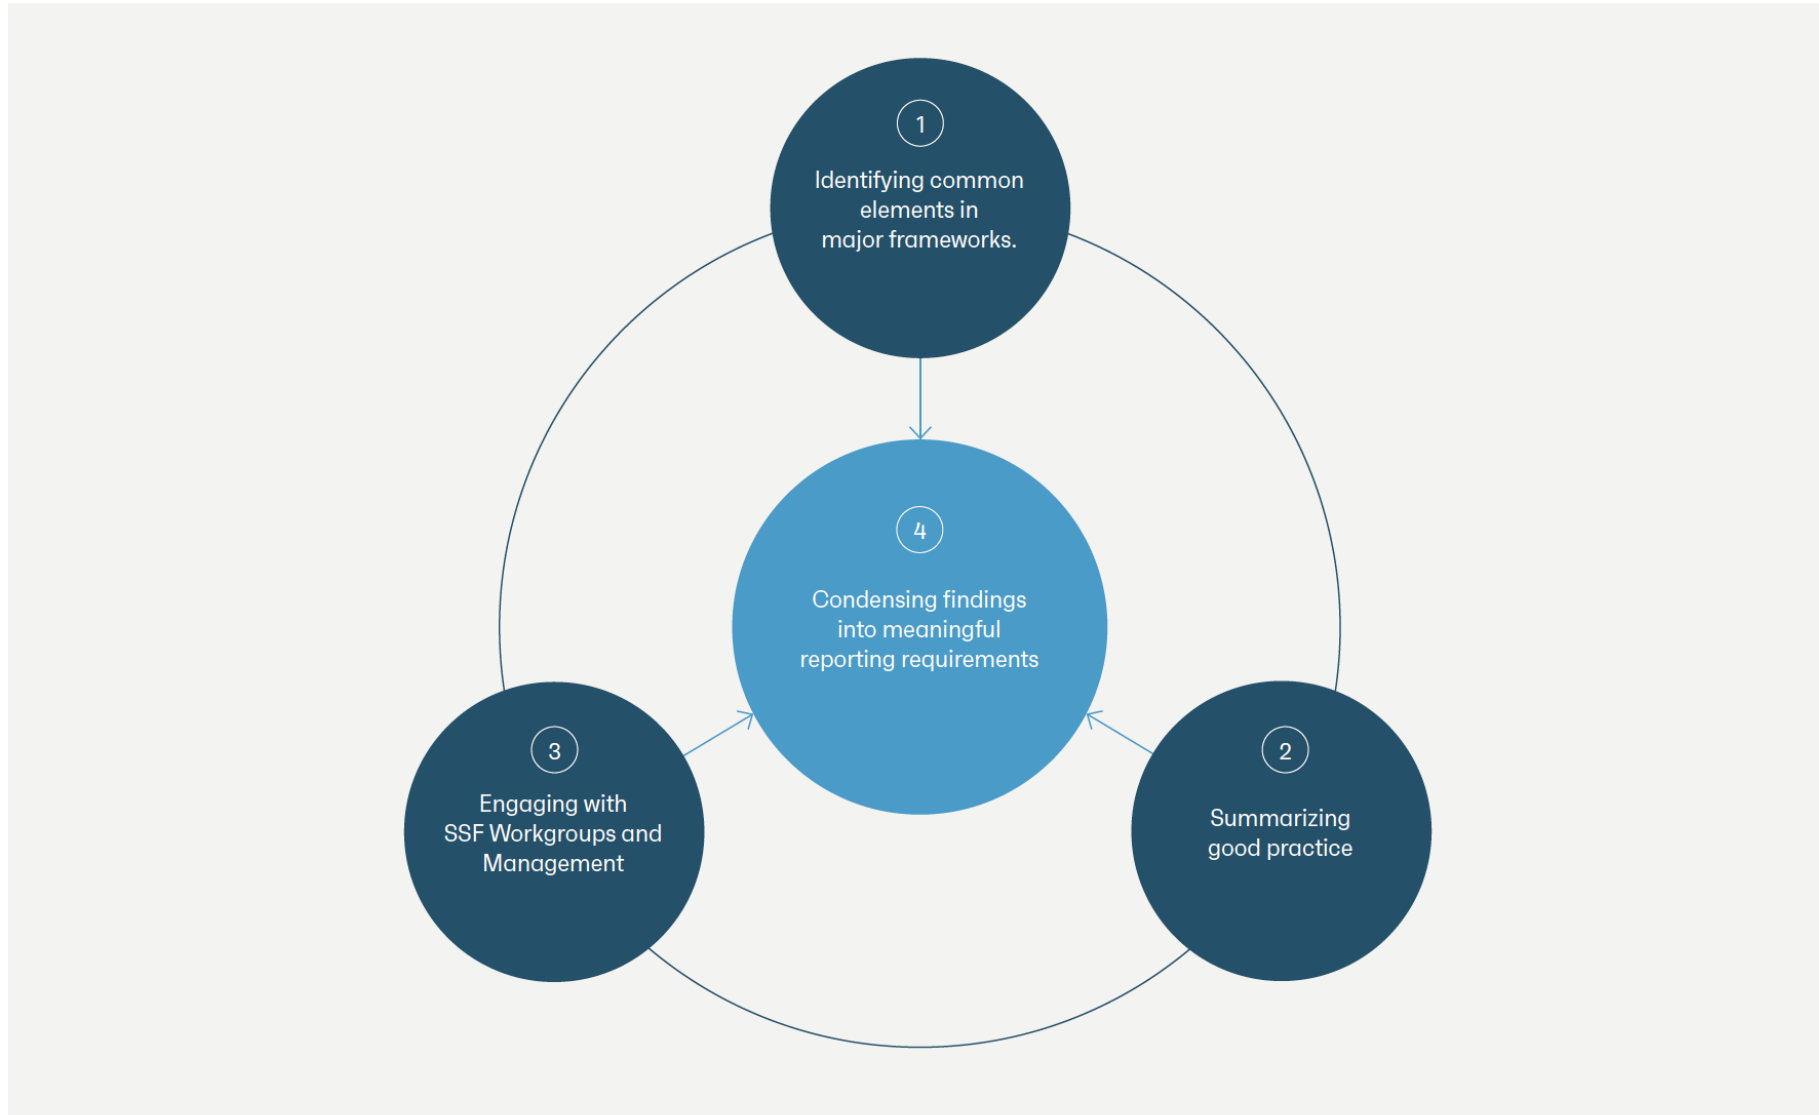 1
Identifying common
elements in
major frameworks.
4
Condensing findings
into meaningful
reporting requirements
3
Engaging with
SSF Workgroups and
Management
2
Summarizing
good practice